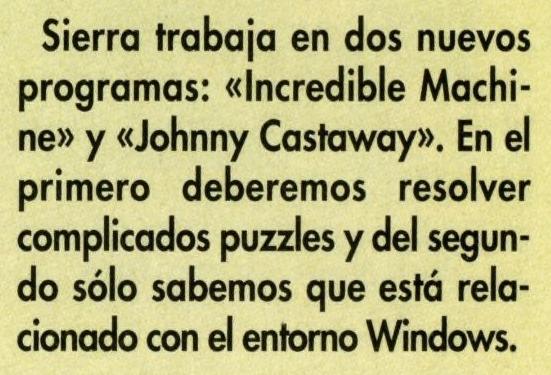 Sierra trabaja en dos nuevos
programas: «Incredible Machi-
ne» y «Johnny Castaway». En el
primero deberemos resolver
complicados puzzles y del segun-
do sólo sabemos que está rela-
cionado con el entorno Windows.